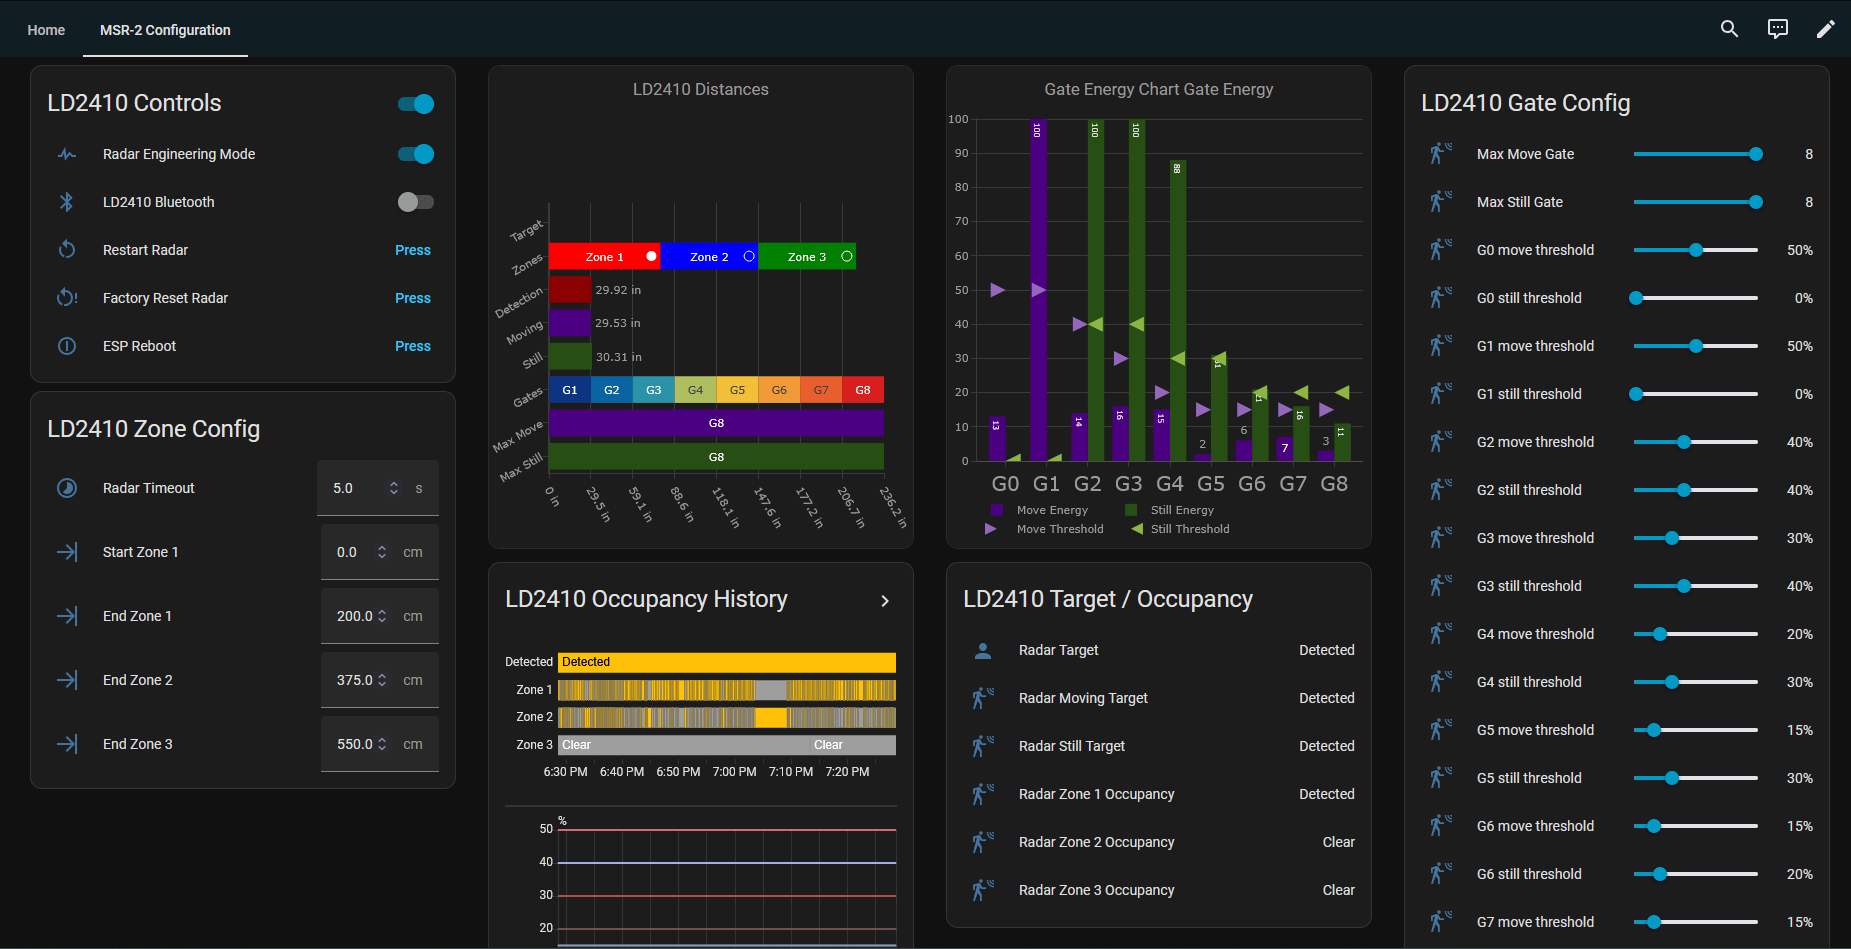 Home
MSR-2 Configuration
LD2410 Controls
Radar Engineering Mode
LD2410 Bluetooth
Restart Radar
Press
Factory Reset Radar
Press
ESP Reboot
Press
LD2410 Zone Config
Radar Timeout
5.0
s
Start Zone 1
0.0
cm
End Zone 1
200.0
cm
End Zone 2
375.0
cm
End Zone 3
550.0
cm
LD2410 Distances
Target
Zones
Zone 1
Zone 2
Zone 3
Detection
29.92 in
Moving
29.53 in
Still
30.31 in
Gates
G1
G2
G3
G4
G5
G6
G7
G8
Max Move
G8
Max Still
G8
0 in
29.5 in
59.1 in
88.6 in
118.1 in
147.6 in
177.2 in
206.7 in
236.2 in
LD2410 Occupancy History
Detected
Detected
Zone 1
Zone 2
Zone 3
Clear
Clear
6:30 PM
6:40 PM
6:50 PM
7:00 PM
7:10 PM
7:20 PM
%
50
40
30
20
Gate Energy Chart Gate Energy
100
90
80
70
60
50
40
30
20
10
0
13
100
14
100
16
100
15
88
2
31
6
21
7
16
3
11
G0
G1
G2
G3
G4
G5
G6
G7
G8
Move Energy
Still Energy
Move Threshold
Still Threshold
LD2410 Target / Occupancy
Radar Target
Detected
Radar Moving Target
Detected
Radar Still Target
Detected
Radar Zone 1 Occupancy
Detected
Radar Zone 2 Occupancy
Clear
Radar Zone 3 Occupancy
Clear
LD2410 Gate Config
Max Move Gate
8
Max Still Gate
8
G0 move threshold
50%
G0 still threshold
0%
G1 move threshold
50%
G1 still threshold
0%
G2 move threshold
40%
G2 still threshold
40%
G3 move threshold
30%
G3 still threshold
40%
G4 move threshold
20%
G4 still threshold
30%
G5 move threshold
15%
G5 still threshold
30%
G6 move threshold
15%
G6 still threshold
20%
G7 move threshold
15%